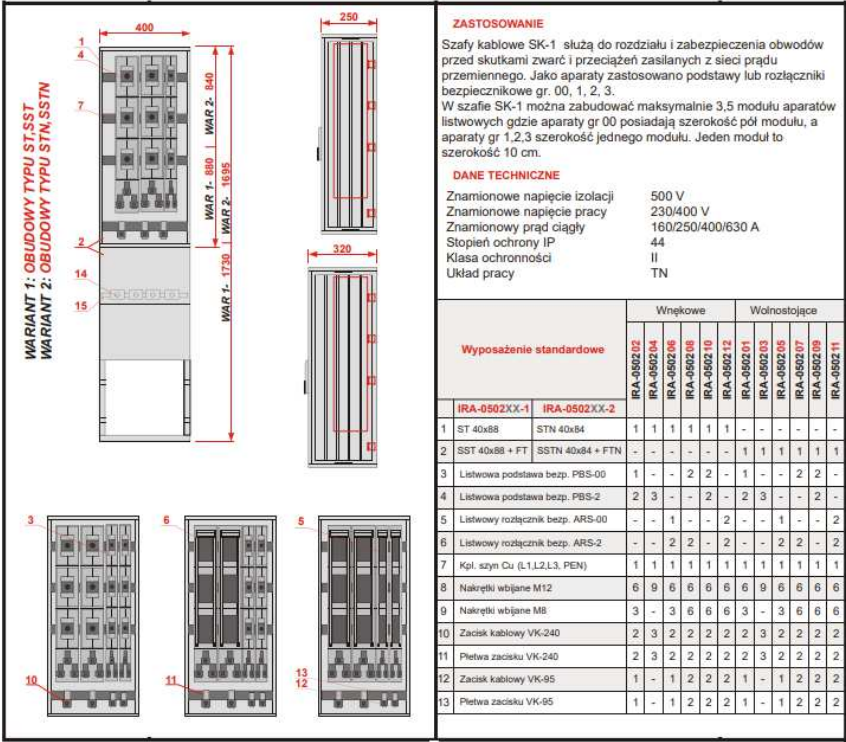 400
250
1
4
7
2
14
15
WARIANT 1: OBUDOWY TYPU ST,SST
WARIANT 2: OBUDOWY TYPU STN,SSTN
WAR 1- 880
WAR 2- 840
WAR 1- 1730
WAR 2- 1695
320
3
10
6
11
5
13
12
ZASTOSOWANIE
Szafy kablowe SK-1 służą do rozdziału i zabezpieczenia obwodów
przed skutkami zwarć i przeciążeń zasilanych z sieci prądu
przemiennego. Jako aparaty zastosowano podstawy lub rozłączniki
bezpiecznikowe gr. 00, 1, 2, 3.
W szafie SK-1 można zabudować maksymalnie 3,5 modułu aparatów
listwowych gdzie aparaty gr 00 posiadają szerokość pół modułu, a
aparaty gr 1,2,3 szerokość jednego modułu. Jeden moduł to
szerokość 10 cm.
DANE TECHNICZNE
Znamionowe napięcie izolacji 500 V
Znamionowe napięcie pracy 230/400 V
Znamionowy prąd ciągły 160/250/400/630 A
Stopień ochrony IP 44
Klasa ochronności II
Układ pracy TN
Wyposażenie standardowe
Wnękowe Wolnostojące
IRA-050202 IRA-050204 IRA-050206 IRA-050208 IRA-050210 IRA-050212 IRA-050201 IRA-050203 IRA-050205 IRA-050207 IRA-050209 IRA-050211
IRA-0502XX-1 IRA-0502XX-2
1 ST 40x88 STN 40x84 1 1 1 1 1 1 - - - - - -
2 SST 40x88 + FT SSTN 40x84 + FTN - - - - - - 1 1 1 1 1 1
3 Listwowa podstawa bezp. PBS-00 1 - - 2 2 - 1 - - 2 2 -
4 Listwowa podstawa bezp. PBS-2 2 3 - - 2 - 2 3 - - 2 -
5 Listwowy rozłącznik bezp. ARS-00 - - 1 - - 2 - - 1 - - 2
6 Listwowy rozłącznik bezp. ARS-2 - - 2 2 - 2 - - 2 2 - 2
7 Kpl. szyn Cu (L1,L2,L3, PEN) 1 1 1 1 1 1 1 1 1 1 1 1
8 Nakrętki wbijane M12 6 9 6 6 6 6 6 9 6 6 6 6
9 Nakrętki wbijane M8 3 - 3 6 6 6 3 - 3 6 6 6
10 Zacisk kablowy VK-240 2 3 2 2 2 2 2 3 2 2 2 2
11 Płetwa zacisku VK-240 2 3 2 2 2 2 2 3 2 2 2 2
12 Zacisk kablowy VK-95 1 - 1 2 2 2 1 - 1 2 2 2
13 Płetwa zacisku VK-95 1 - 1 2 2 2 1 - 1 2 2 2